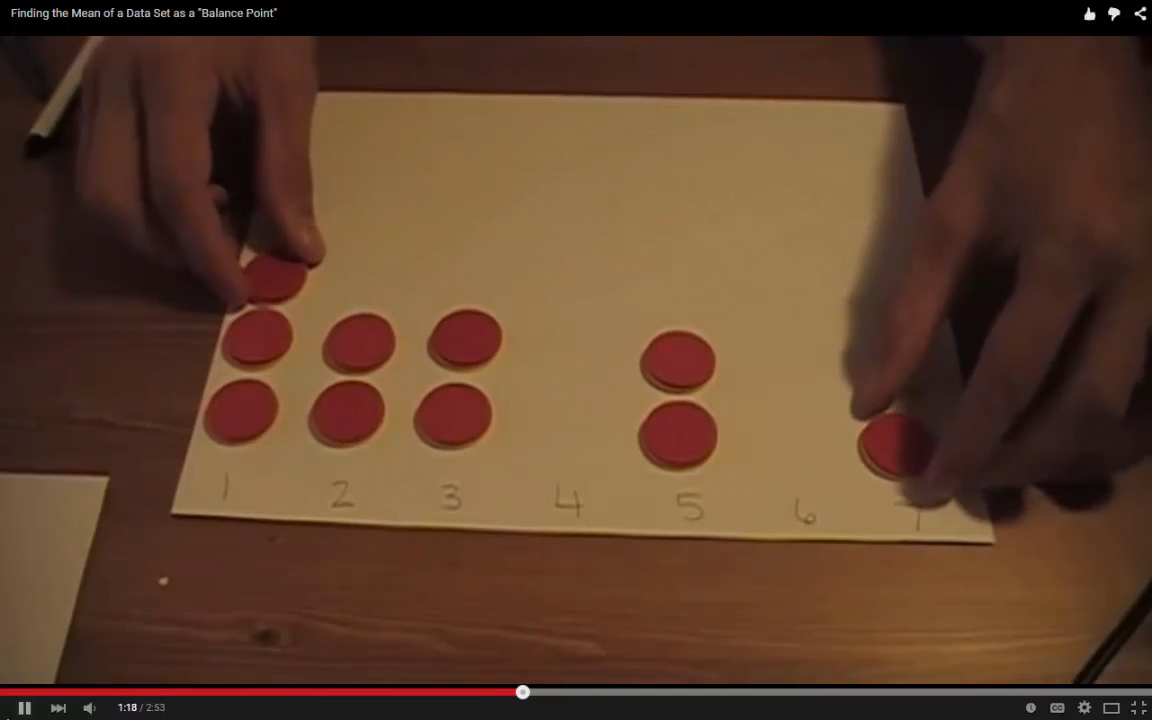 Finding the Mean of a Data Set as a "Balance Point"
1 2 3 4 5 6 7
1:18 / 2:53
CC